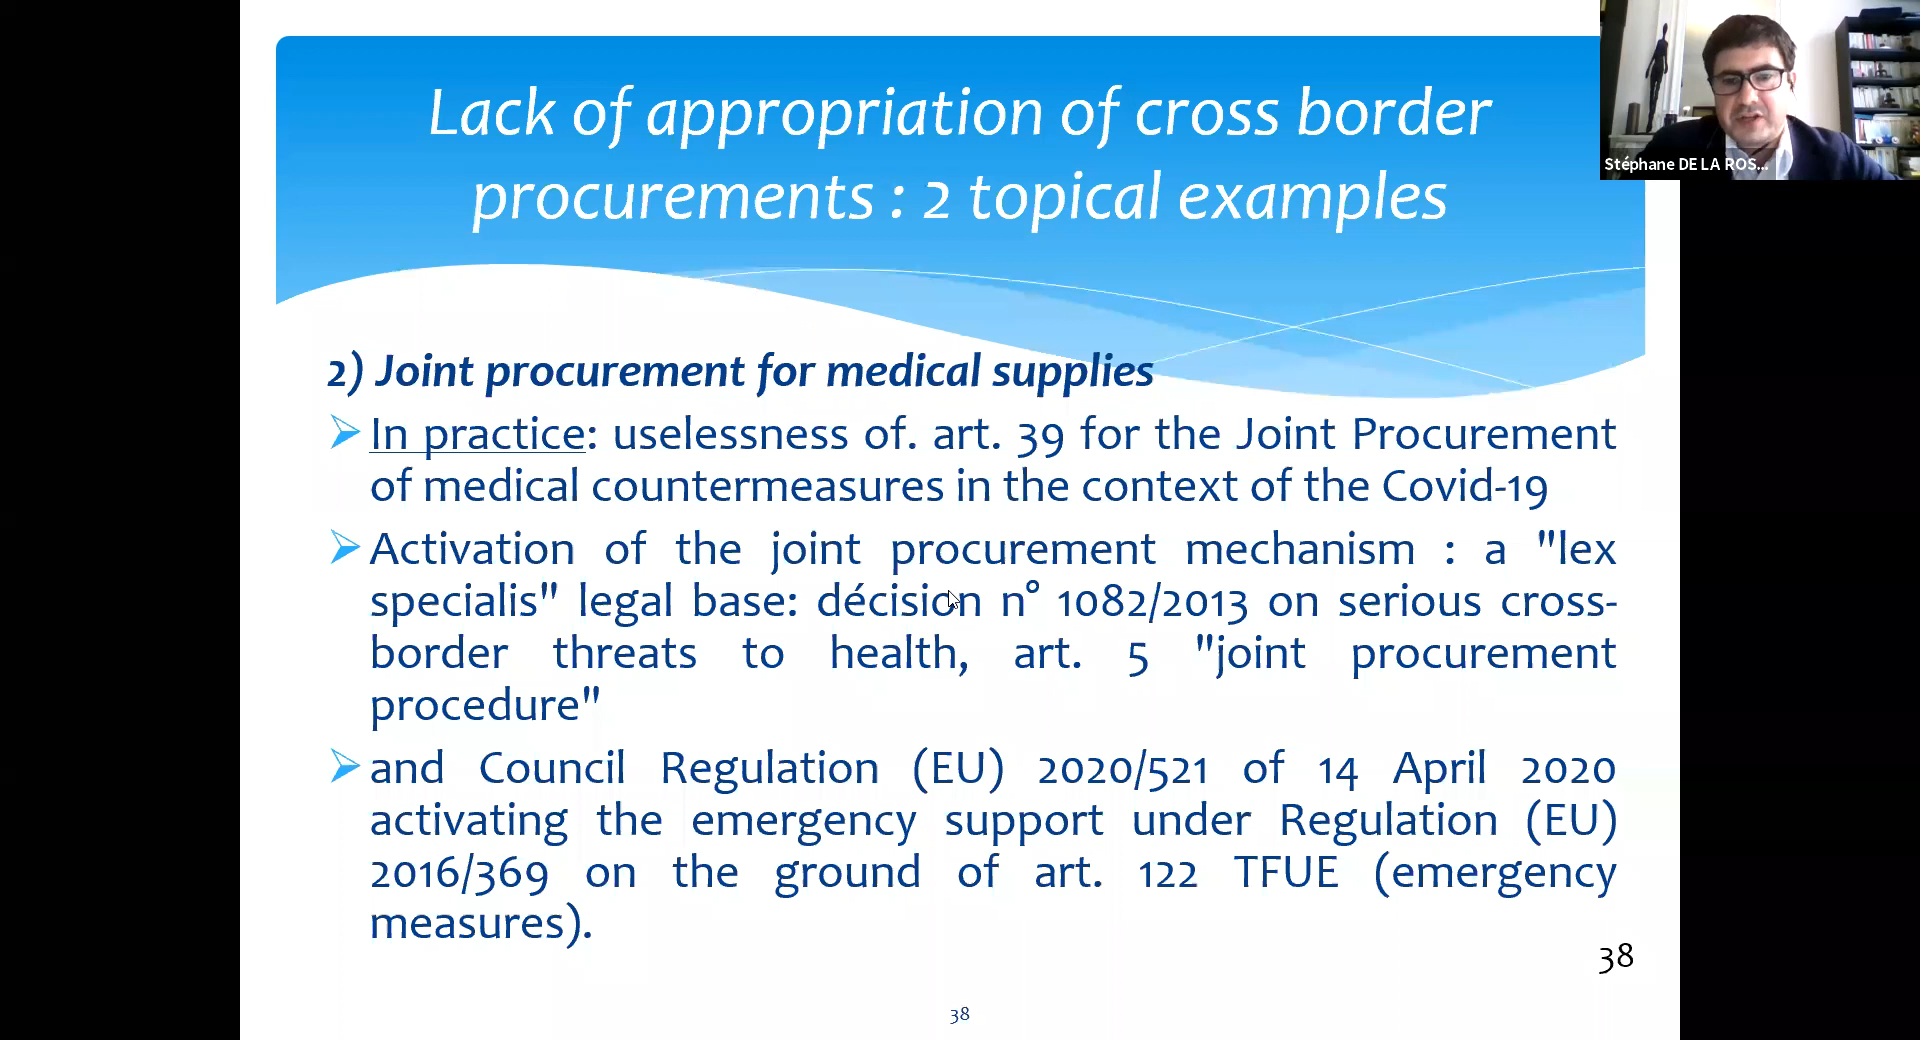 Lack of appropriation of cross border
procurements : 2 topical examples
Stéphane DE LA ROS...
2) Joint procurement for medical supplies
In practice: uselessness of. art. 39 for the Joint Procurement
of medical countermeasures in the context of the Covid-19
Activation of the joint procurement mechanism : a "lex
specialis" legal base: décision n° 1082/2013 on serious cross-
border threats to health, art. 5 "joint procurement
procedure"
and Council Regulation (EU) 2020/521 of 14 April 2020
activating the emergency support under Regulation (EU)
2016/369 on the ground of art. 122 TFUE (emergency
measures).
38
38